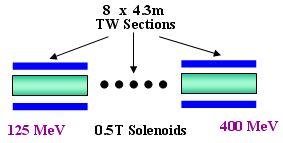 8 x 4.3m
TW Sections
125 MeV
0.5T Solenoids
400 MeV